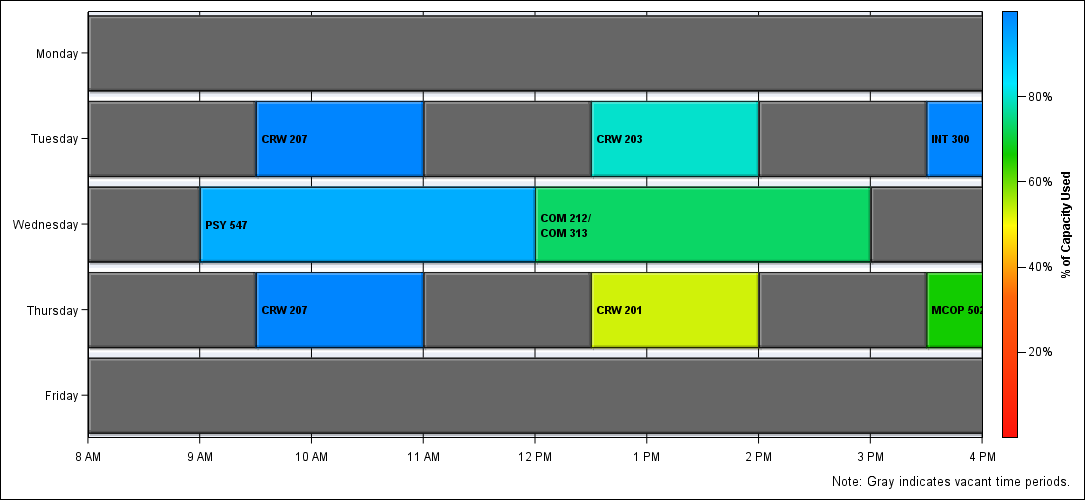 Monday
Tuesday
CRW 207
CRW 203
INT 300
Wednesday
PSY 547
COM 212/
COM 313
Thursday
CRW 207
CRW 201
MCOP 502
Friday
8 AM
9 AM
10 AM
11 AM
12 PM
1 PM
2 PM
3 PM
4 PM
80%
60%
40%
20%
% of Capacity Used
Note: Gray indicates vacant time periods.